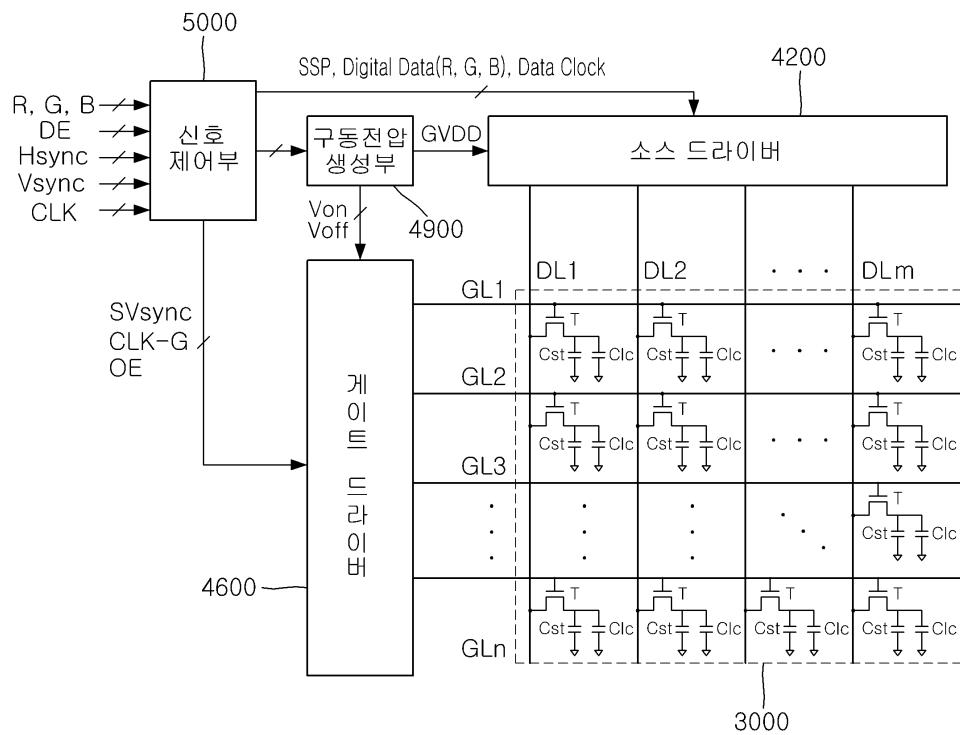 5000
SSP, Digital Data(R, G, B), Data Clock
4200
R, G, B
DE
Hsync
Vsync
CLK
신호
제어부
구동전압
생성부
GVDD
소스 드라이버
Von
Voff
4900
DL1
DL2
· · ·
DLm
SVsync
CLK-G
OE
게이트 드라이버
4600
GL1
T
Cst
Clc
T
Cst
Clc
· · ·
T
Cst
Clc
GL2
T
Cst
Clc
T
Cst
Clc
· · ·
T
Cst
Clc
GL3
T
Cst
Clc
GLn
T
Cst
Clc
T
Cst
Clc
T
Cst
Clc
T
Cst
Clc
3000